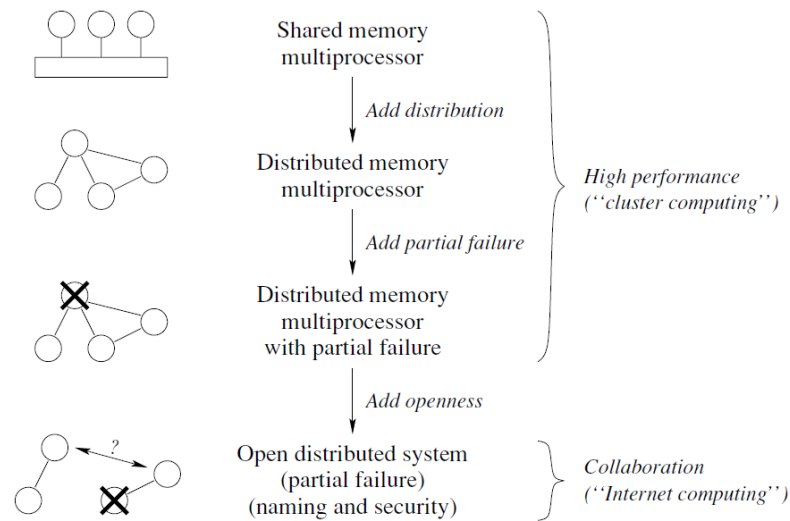 Shared memory
multiprocessor
Add distribution
Distributed memory
multiprocessor
High performance
(‘‘cluster computing’’)
Add partial failure
Distributed memory
multiprocessor
with partial failure
Add openness
?
Open distributed system
(partial failure)
(naming and security)
Collaboration
(‘‘Internet computing’’)